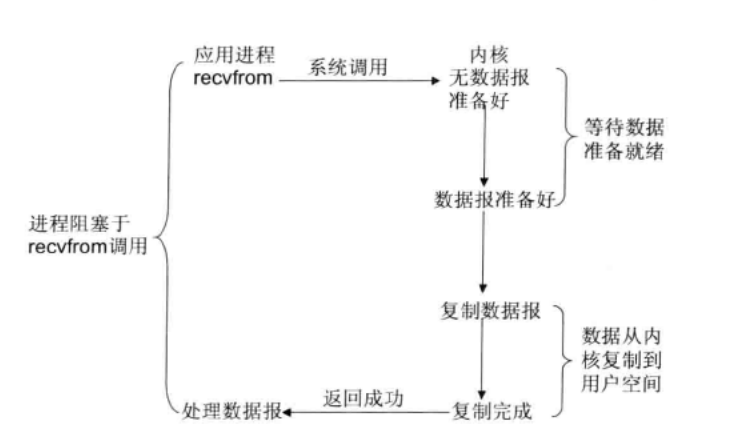 应用进程
recvfrom
系统调用
内核
无数据报
准备好
等待数据
准备就绪
数据报准备好
进程阻塞于
recvfrom调用
复制数据报
数据从内
核复制到
用户空间
处理数据报
返回成功
复制完成